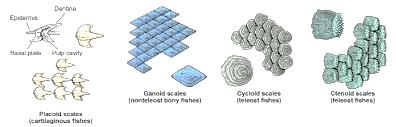 Dentine
Epidermis
Basal plate
Pulp cavity
Placoid scales
(cartilaginous fishes)
Ganoid scales
(nonteleost bony fishes)
Cycloid scales
(teleost fishes)
Ctenoid scales
(teleost fishes)